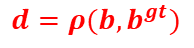 d = ρ(b, b^{gt})